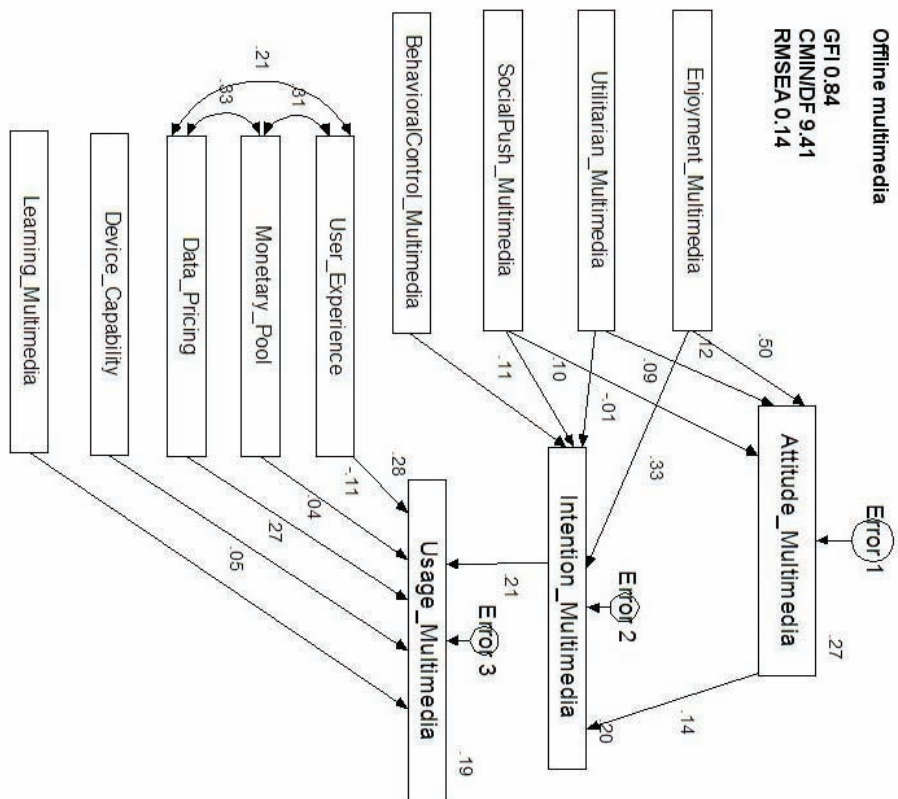 Offline multimedia
GFI 0.84
CMIN/DF 9.41
RMSEA 0.14
Enjoyment_Multimedia
Utilitarian_Multimedia
SocialPush_Multimedia
BehavioralControl_Multimedia
User_Experience
Monetary_Pool
Data_Pricing
Device_Capability
Learning_Multimedia
.31
.33
.21
.50
.12
.09
.33
-.01
.10
.11
.28
-.11
.04
.27
.05
Error 1
Attitude_Multimedia
.27
.14
Error 2
Intention_Multimedia
.20
.21
Error 3
Usage_Multimedia
.19